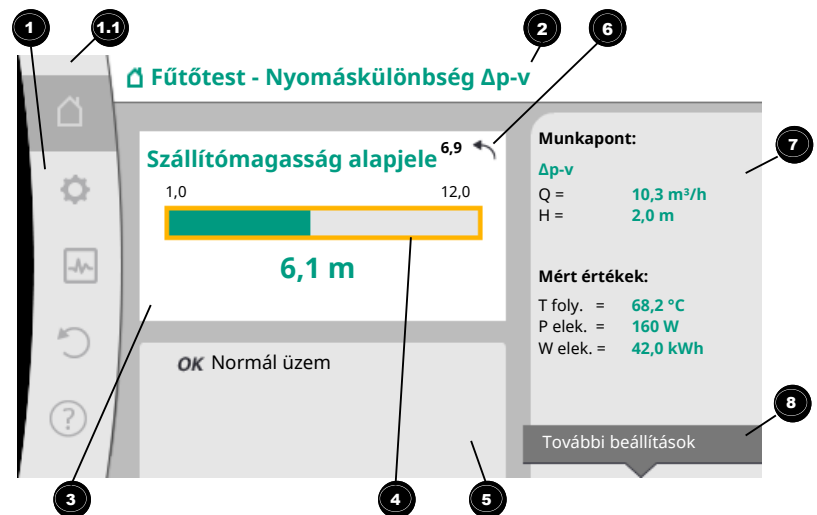 1
1.1
2
6
Fűtőtest - Nyomáskülönbség Δp-v
Szállítómagasság alapjele 6,9
1,0 12,0
6,1 m
OK Normál üzem
Munkapont:
Δp-v
Q = 10,3 m³/h
H = 2,0 m
Mért értékek:
T foly. = 68,2 °C
P elek. = 160 W
W elek. = 42,0 kWh
További beállítások
?
7
8
3
4
5